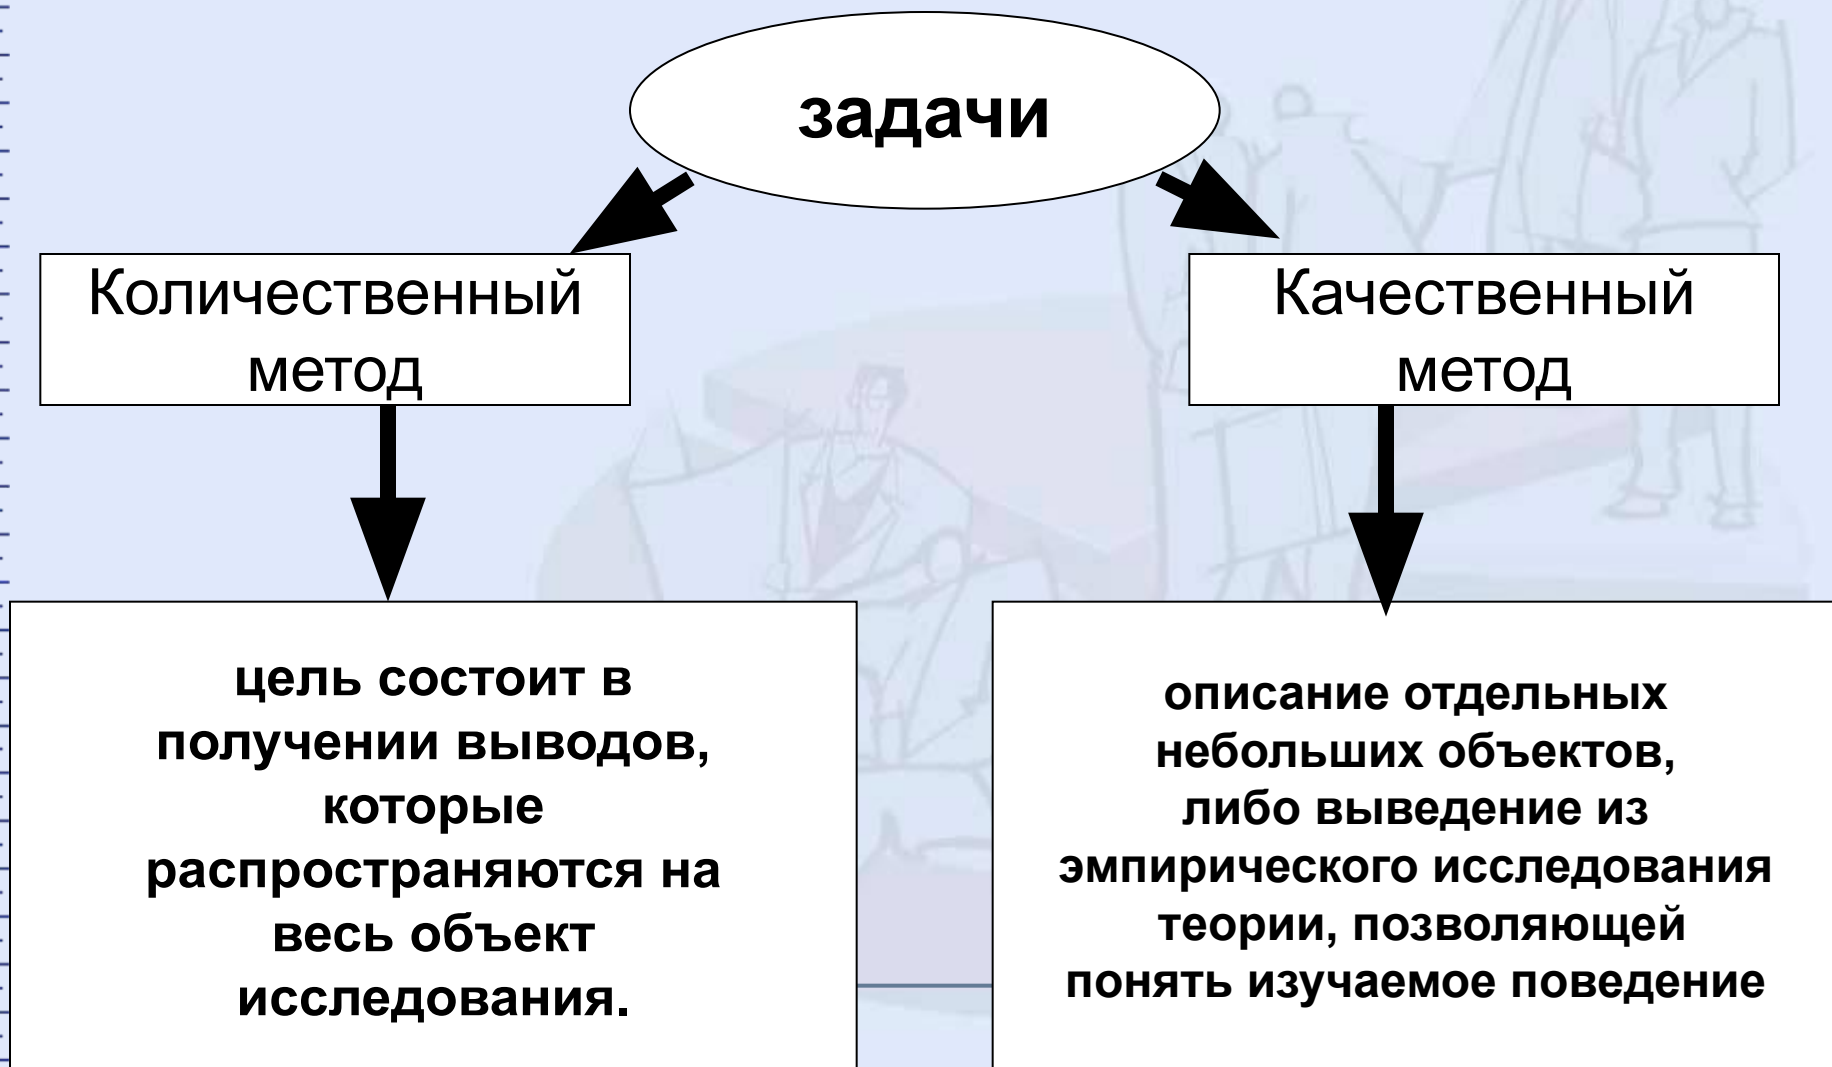 задачи
Количественный
метод
Качественный
метод
цель состоит в
получении выводов,
которые
распространяются на
весь объект
исследования.
описание отдельных
небольших объектов,
либо выведение из
эмпирического исследования
теории, позволяющей
понять изучаемое поведение